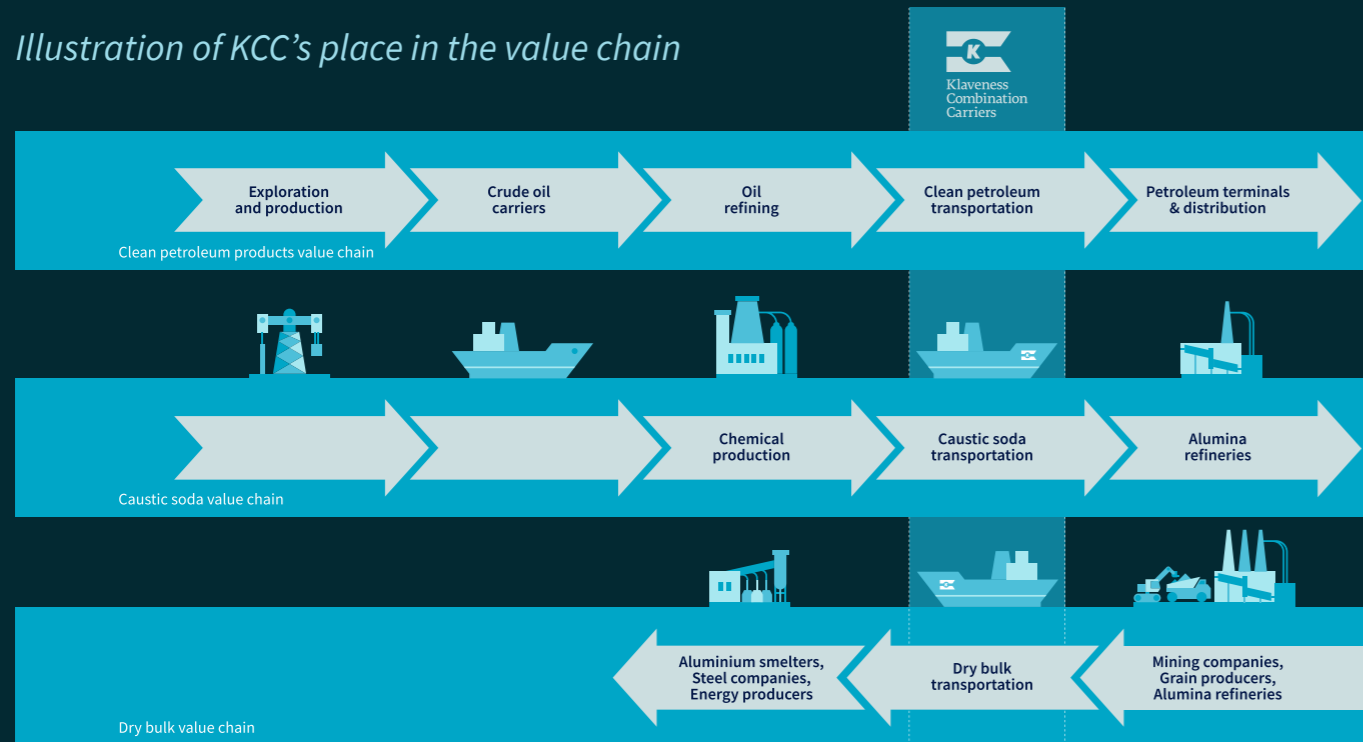 Illustration of KCC's place in the value chain
K
Klaveness
Combination
Carriers
Exploration
and production
Crude oil
carriers
Oil
refining
Clean petroleum
transportation
Petroleum terminals
& distribution
Clean petroleum products value chain
Chemical
production
Caustic soda
transportation
Alumina
refineries
Caustic soda value chain
Aluminium smelters,
Steel companies,
Energy producers
Dry bulk
transportation
Mining companies,
Grain producers,
Alumina refineries
Dry bulk value chain